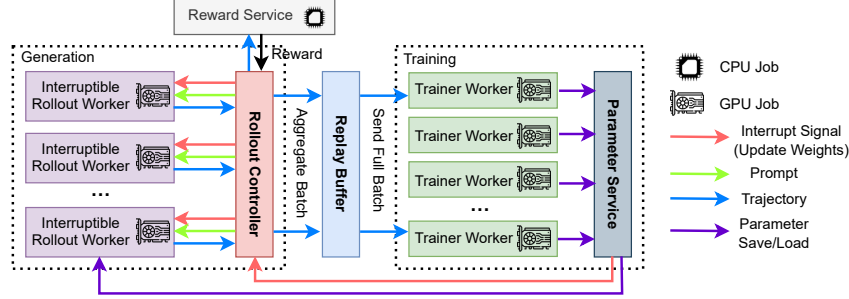 Reward Service
Reward
Generation
Interruptible
Rollout Worker
Interruptible
Rollout Worker
...
Interruptible
Rollout Worker
Rollout Controller
Aggregate Batch
Replay Buffer
Send Full Batch
Training
Trainer Worker
Trainer Worker
Trainer Worker
...
Trainer Worker
Parameter Service
CPU Job
GPU Job
Interrupt Signal
(Update Weights)
Prompt
Trajectory
Parameter
Save/Load